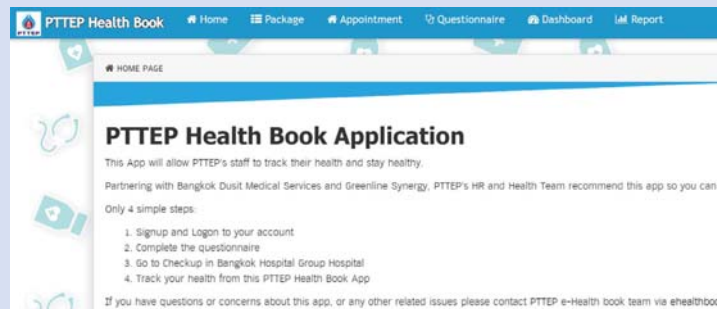 PTTEP
PTTEP Health Book Home Package Appointment Questionnaire Dashboard Report
HOME PAGE
PTTEP Health Book Application
This App will allow PTTEP's staff to track their health and stay healthy.
Partnering with Bangkok Dusit Medical Services and Greenline Synergy, PTTEP's HR and Health Team recommend this app so you can
Only 4 simple steps:
1. Signup and Logon to your account
2. Complete the questionnaire
3. Go to Checkup in Bangkok Hospital Group Hospital
4. Track your health from this PTTEP Health Book App
If you have questions or concerns about this app, or any other related issues please contact PTTEP e-Health book team via ehealthboo